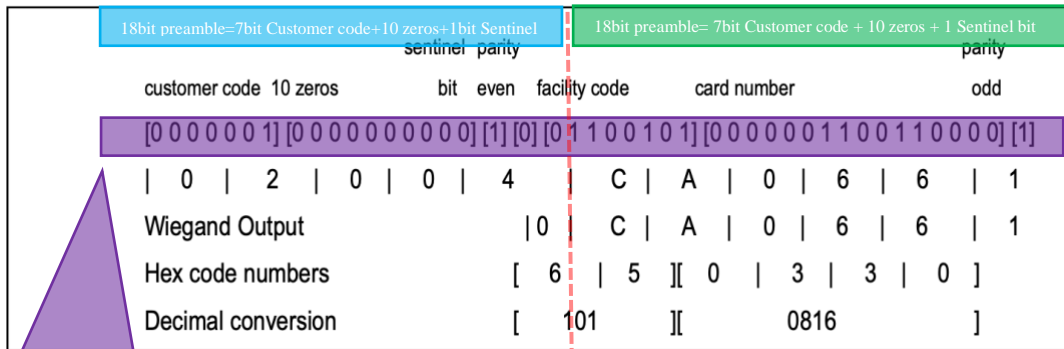 18bit preamble=7bit Customer code+10 zeros+1bit Sentinel
18bit preamble= 7bit Customer code + 10 zeros + 1 Sentinel bit
sentinel parity parity
customer code 10 zeros bit even facility code card number odd
[0 0 0 0 0 0 1] [0 0 0 0 0 0 0 0 0 0] [1] [0] [0 1 1 0 0 1 0 1] [0 0 0 0 0 0 1 1 0 0 1 1 0 0 0 0] [1]
| 0 | 2 | 0 | 0 | 4 | C | A | 0 | 6 | 6 | 1
Wiegand Output | 0 | C | A | 0 | 6 | 6 | 1
Hex code numbers [ 6 | 5 ][ 0 | 3 | 3 | 0 ]
Decimal conversion [ 101 ][ 0816 ]